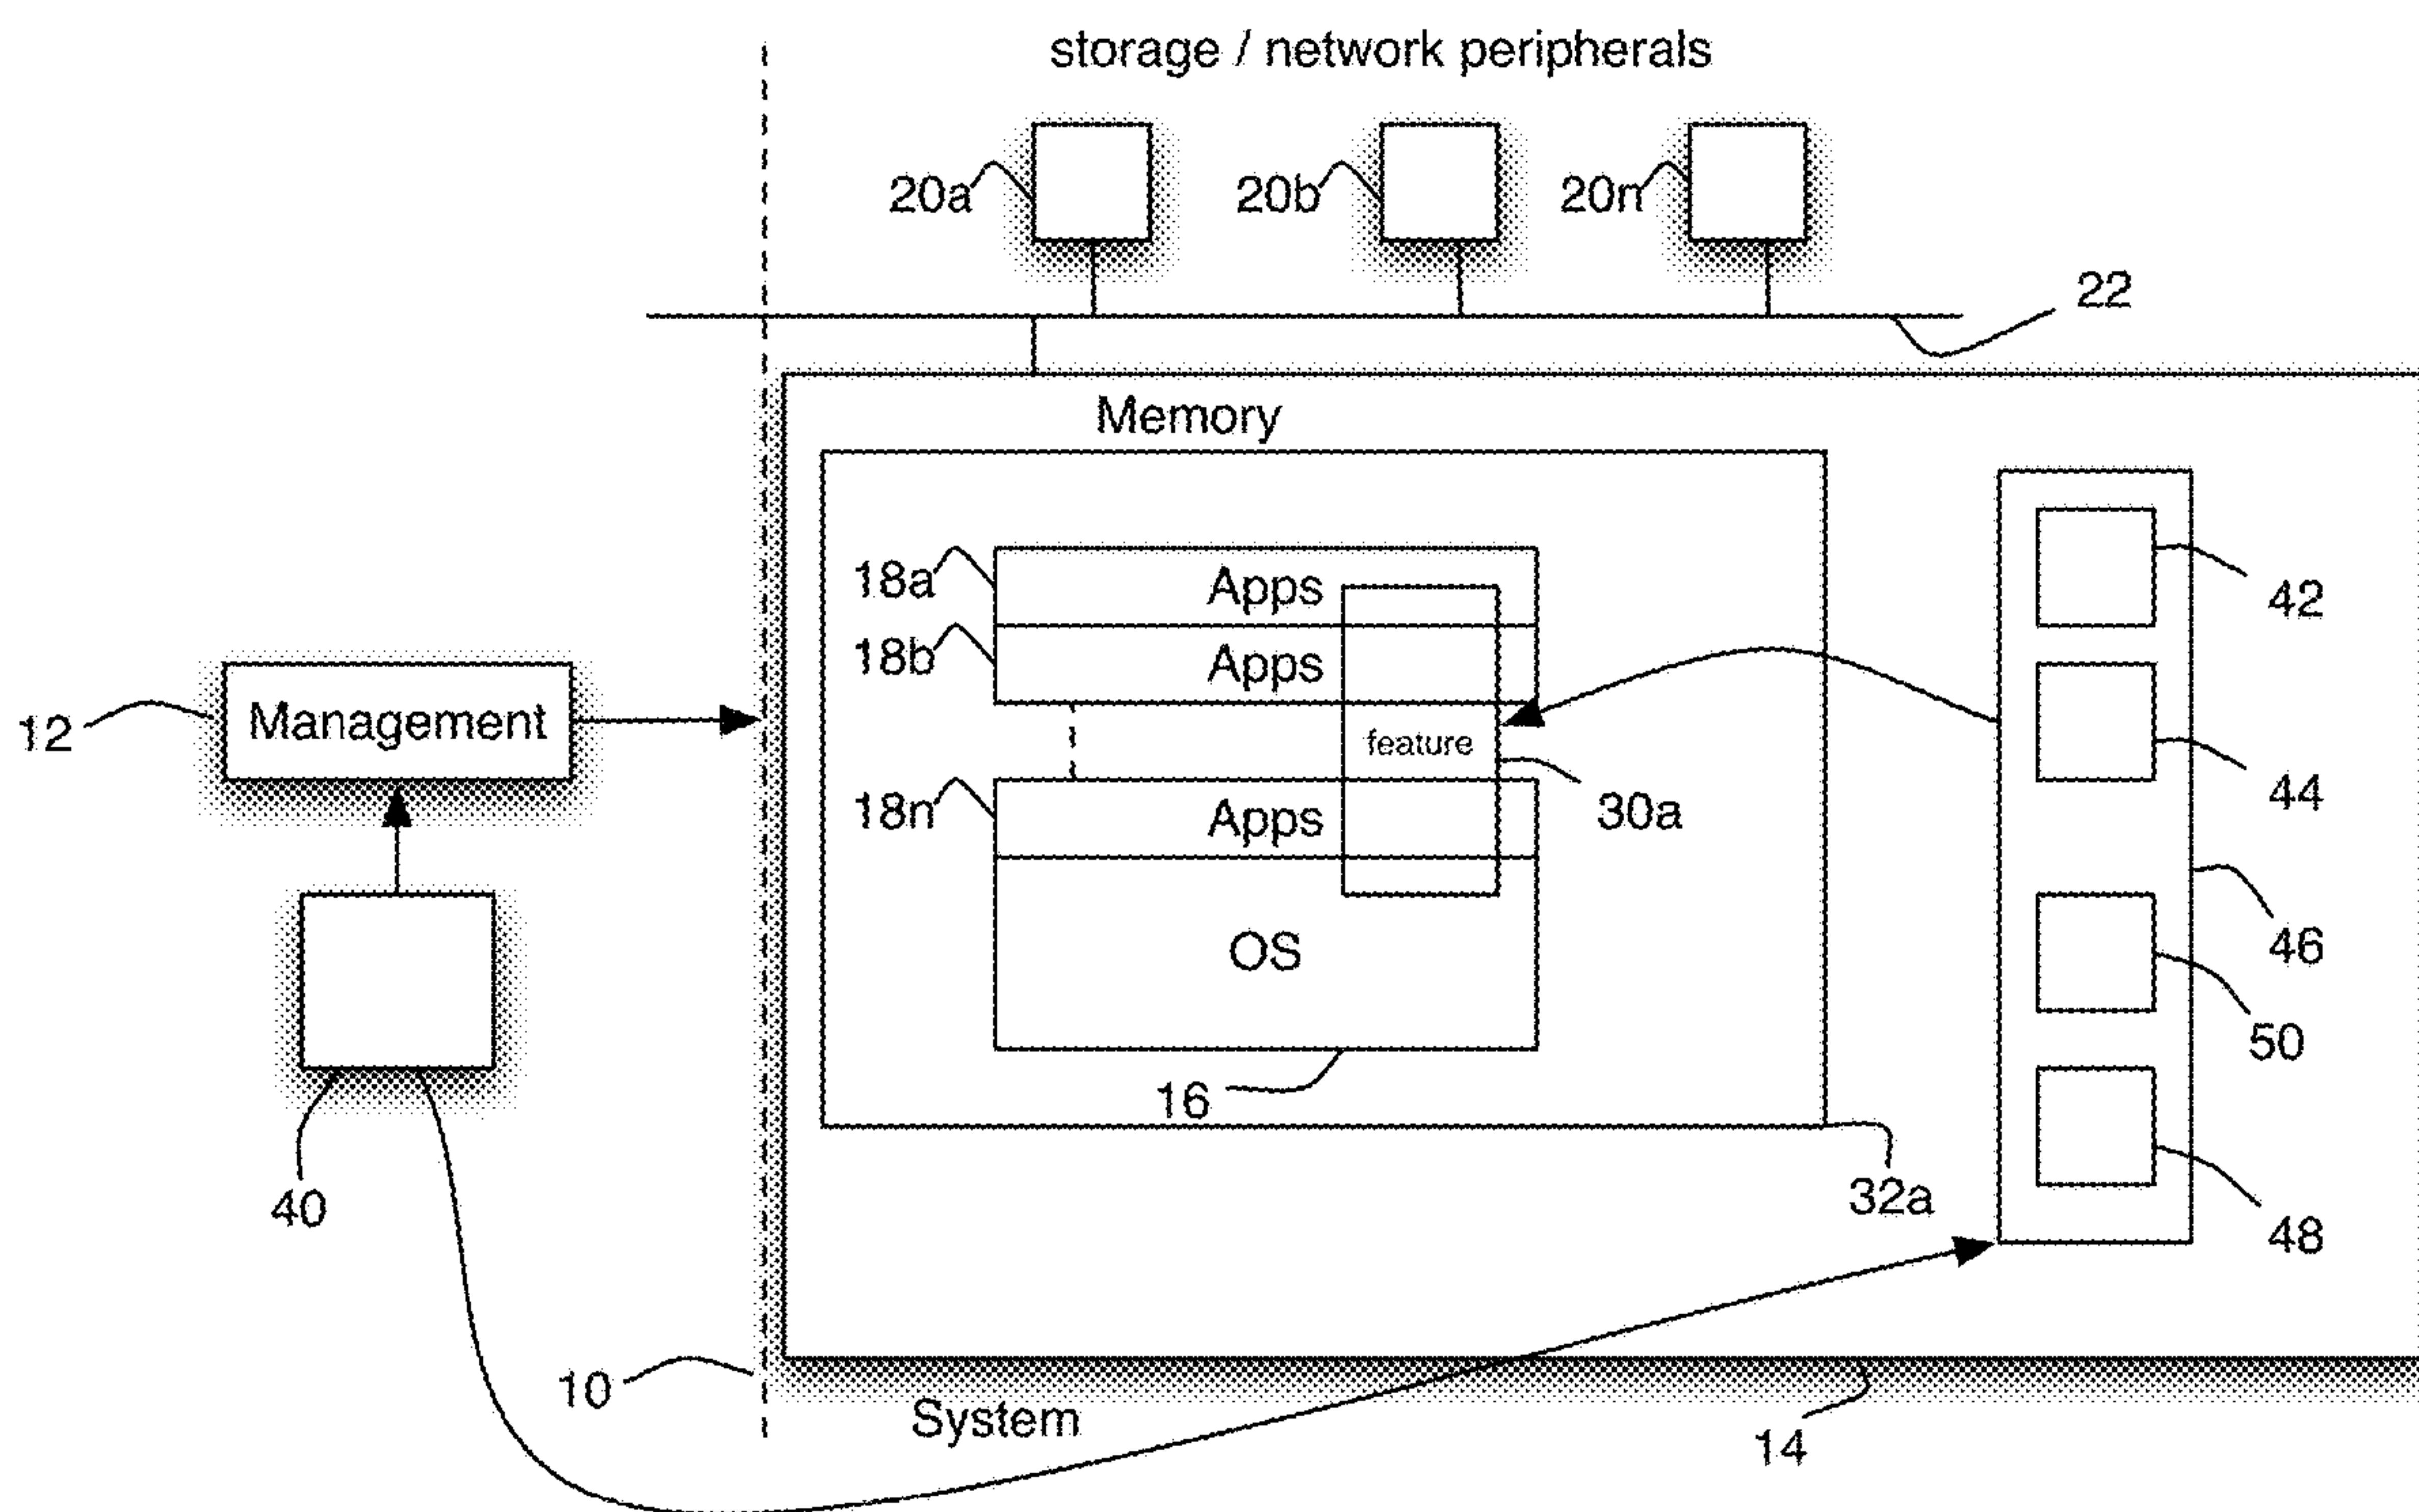 storage / network peripherals
20a
20b
20n
22
Memory
18a
Apps
42
18b
Apps
12
Management
feature
44
18n
Apps
30a
OS
46
50
16
40
32a
48
10
System
14